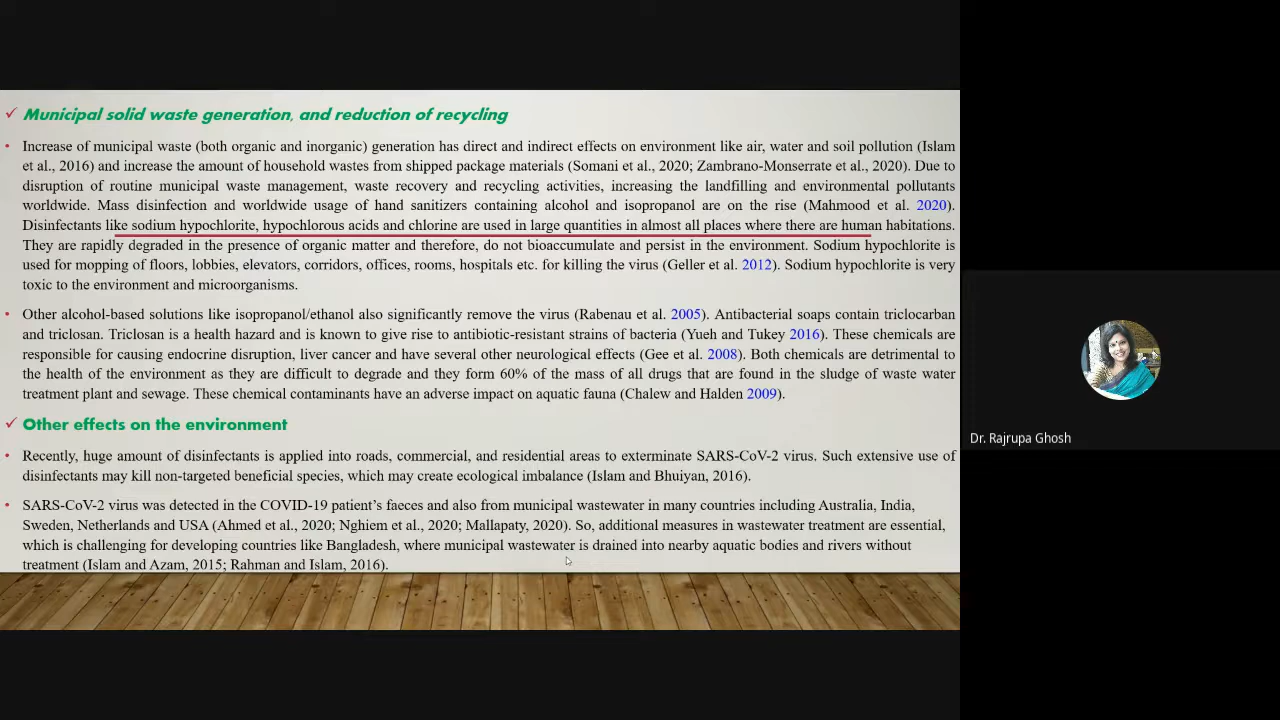 Municipal solid waste generation, and reduction of recycling
Increase of municipal waste (both organic and inorganic) generation has direct and indirect effects on environment like air, water and soil pollution (Islam
et al., 2016) and increase the amount of household wastes from shipped package materials (Somani et al., 2020; Zambrano-Monserrate et al., 2020). Due to
disruption of routine municipal waste management, waste recovery and recycling activities, increasing the landfilling and environmental pollutants
worldwide. Mass disinfection and worldwide usage of hand sanitizers containing alcohol and isopropanol are on the rise (Mahmood et al. 2020).
Disinfectants like sodium hypochlorite, hypochlorous acids and chlorine are used in large quantities in almost all places where there are human habitations.
They are rapidly degraded in the presence of organic matter and therefore, do not bioaccumulate and persist in the environment. Sodium hypochlorite is
used for mopping of floors, lobbies, elevators, corridors, offices, rooms, hospitals etc. for killing the virus (Geller et al. 2012). Sodium hypochlorite is very
toxic to the environment and microorganisms.
Other alcohol-based solutions like isopropanol/ethanol also significantly remove the virus (Rabenau et al. 2005). Antibacterial soaps contain triclocarban
and triclosan. Triclosan is a health hazard and is known to give rise to antibiotic-resistant strains of bacteria (Yueh and Tukey 2016). These chemicals are
responsible for causing endocrine disruption, liver cancer and have several other neurological effects (Gee et al. 2008). Both chemicals are detrimental to
the health of the environment as they are difficult to degrade and they form 60% of the mass of all drugs that are found in the sludge of waste water
treatment plant and sewage. These chemical contaminants have an adverse impact on aquatic fauna (Chalew and Halden 2009).
Other effects on the environment
Recently, huge amount of disinfectants is applied into roads, commercial, and residential areas to exterminate SARS-CoV-2 virus. Such extensive use of
disinfectants may kill non-targeted beneficial species, which may create ecological imbalance (Islam and Bhuiyan, 2016).
SARS-CoV-2 virus was detected in the COVID-19 patient's faeces and also from municipal wastewater in many countries including Australia, India,
Sweden, Netherlands and USA (Ahmed et al., 2020; Nghiem et al., 2020; Mallapaty, 2020). So, additional measures in wastewater treatment are essential,
which is challenging for developing countries like Bangladesh, where municipal wastewater is drained into nearby aquatic bodies and rivers without
treatment (Islam and Azam, 2015; Rahman and Islam, 2016).
Dr. Rajrupa Ghosh